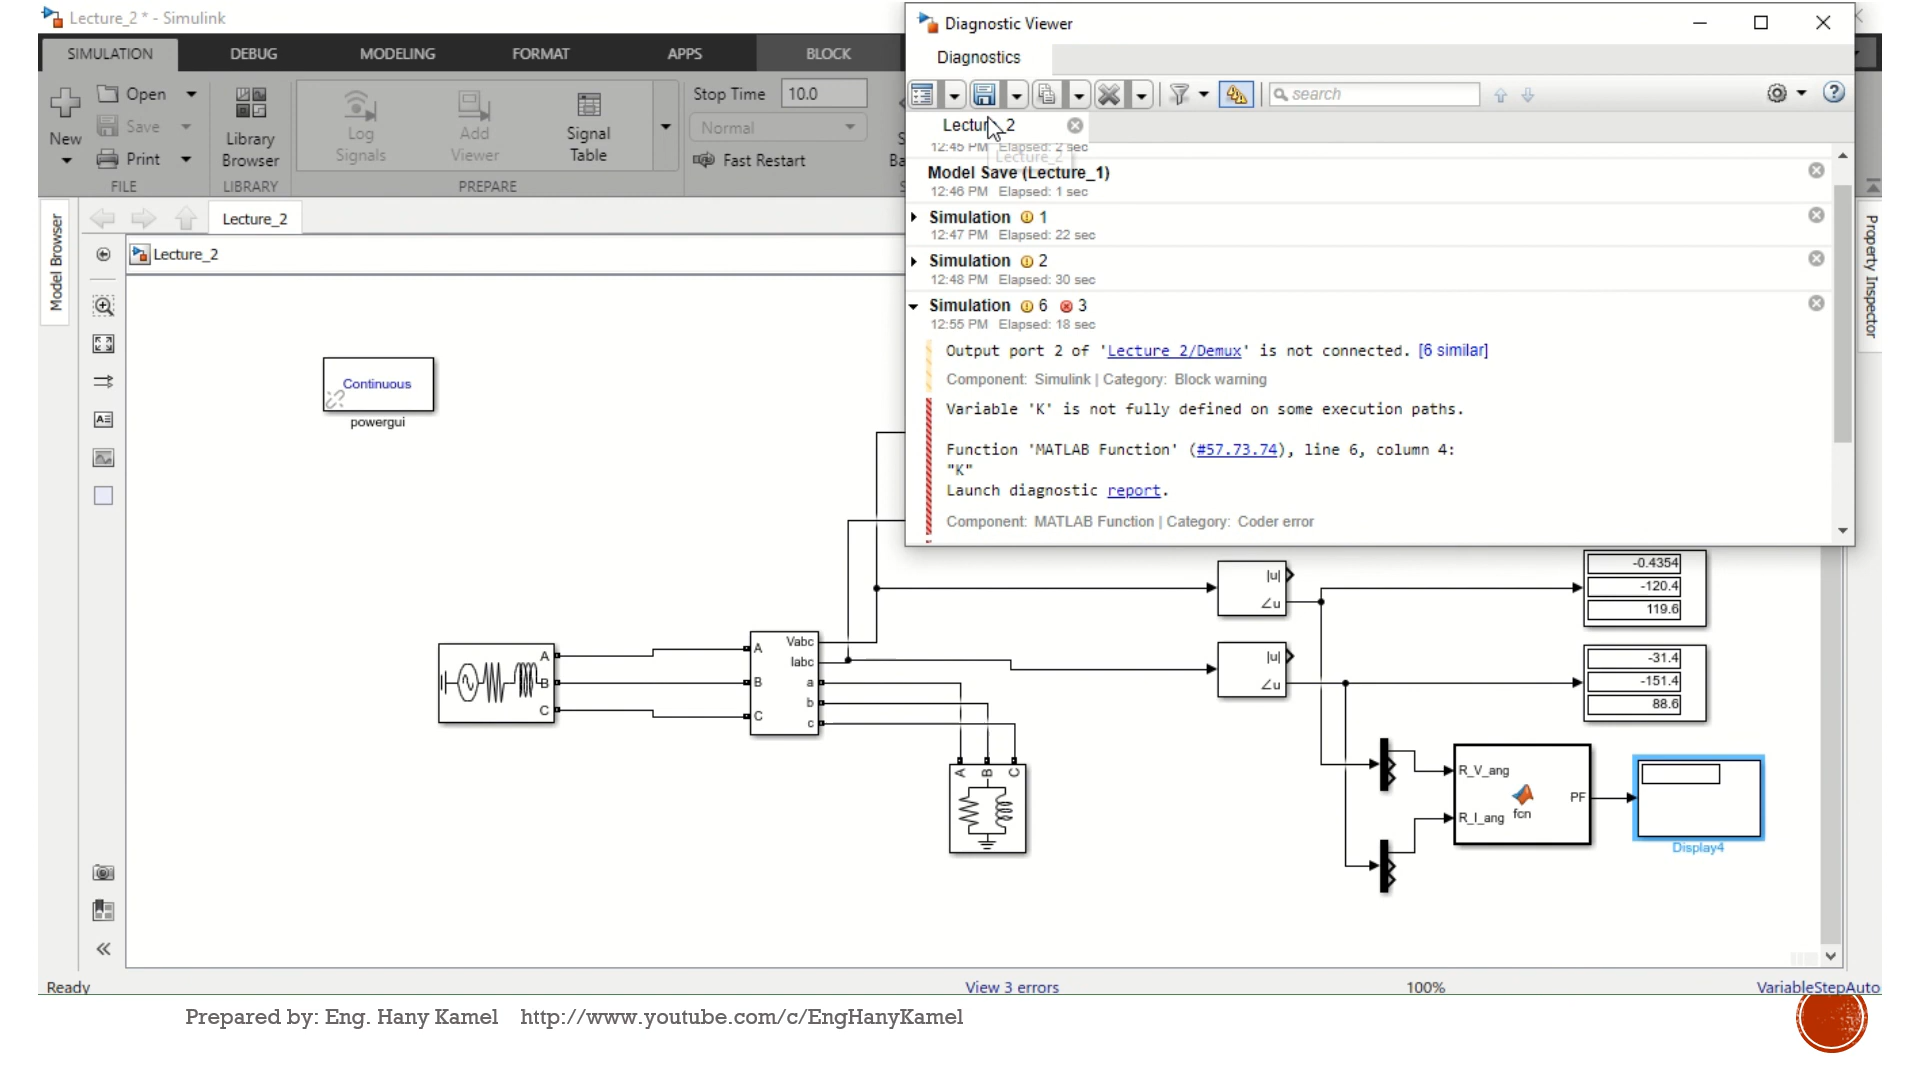 Lecture_2 * - Simulink
SIMULATION DEBUG MODELING FORMAT APPS BLOCK
New
Open
Save
Print
FILE
Library
Browser
LIBRARY
Log
Signals
Add
Viewer
Signal
Table
PREPARE
Stop Time 10.0
Normal
Fast Restart
S
Ba
S
Model Browser
Lecture_2
Lecture_2
Property Inspector
Diagnostic Viewer
Diagnostics
search
Lecture_2
12:45 PM Elapsed: 2 sec
Lecture_2
Model Save (Lecture_1)
12:46 PM Elapsed: 1 sec
Simulation 1
12:47 PM Elapsed: 22 sec
Simulation 2
12:48 PM Elapsed: 30 sec
Simulation 6 3
12:55 PM Elapsed: 18 sec
Output port 2 of 'Lecture_2/Demux' is not connected. [6 similar]
Component: Simulink | Category: Block warning
Variable 'K' is not fully defined on some execution paths.
Function 'MATLAB Function' (#57.73.74), line 6, column 4:
"K"
Launch diagnostic report.
Component: MATLAB Function | Category: Coder error
Continuous
powergui
A
B
C
A
B
C
Vabc
Iabc
a
b
c
A B C
|u|
∠u
|u|
∠u
-0.4354
-120.4
119.6
-31.4
-151.4
88.6
R_V_ang
R_I_ang
fcn
PF
Display4
Ready View 3 errors 100% VariableStepAuto
Prepared by: Eng. Hany Kamel http://www.youtube.com/c/EngHanyKamel